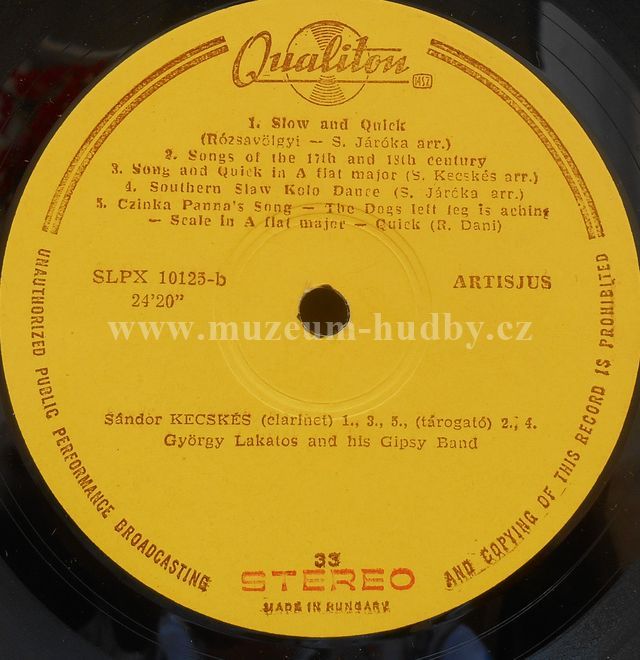 Qualiton
1. Slow and Quick
(Rózsavölgyi — S. Járóka arr.)
2. Songs of the 17th and 18th century
3. Song and Quick in A flat major (S. Kecskés arr.)
4. Southern Slaw Kolo Dance (S. Járóka arr.)
5. Czinka Panna's Song — The Dogs left leg is aching
— Scale in A flat major — Quick (R. Dani)
SLPX 10123-b
24'20"
ARTISJUS
www.muzeum-hudby.cz
Sándor KECSKÉS (clarinet) 1., 3., 5., (tárogató) 2., 4.
György Lakatos and his Gipsy Band
33
STEREO
MADE IN HUNGARY
UNAUTHORIZED PUBLIC PERFORMANCE BROADCASTING AND COPYING OF THIS RECORD IS PROHIBITED